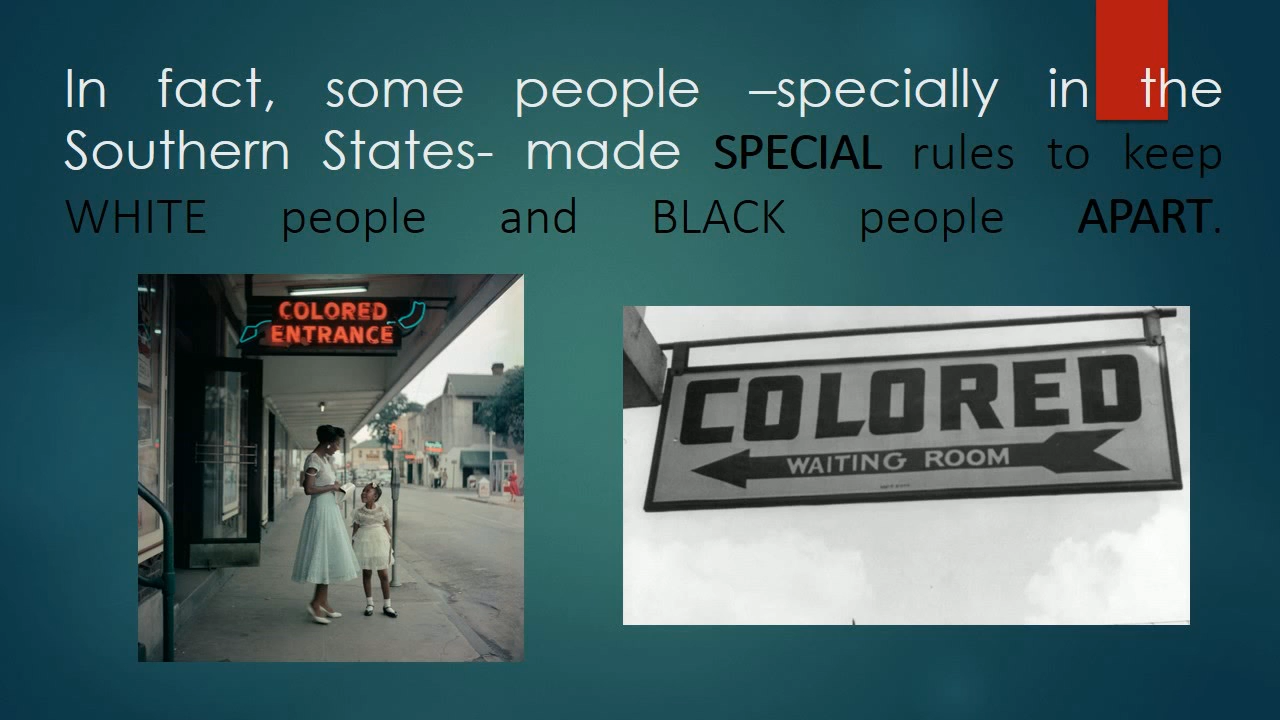 In fact, some people –specially in the
Southern States- made SPECIAL rules to keep
WHITE people and BLACK people APART.
COLORED
ENTRANCE
COLORED
WAITING ROOM